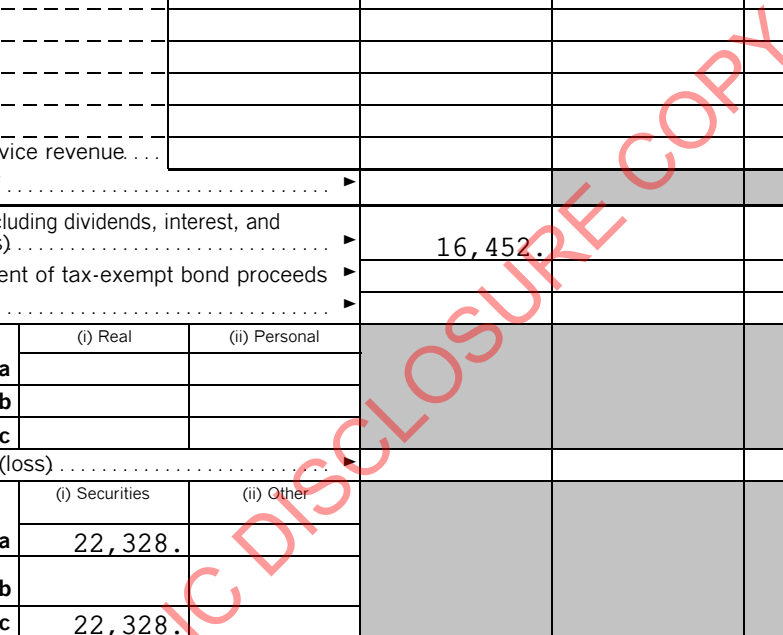 vice revenue. . . .
cluding dividends, interest, and
s) ►
16,452.
ent of tax-exempt bond proceeds ►
(i) Real (ii) Personal
a
b
c
(loss) ►
(i) Securities (ii) Other
a 22,328.
b
c 22,328.
IC DISCLOSURE COPY